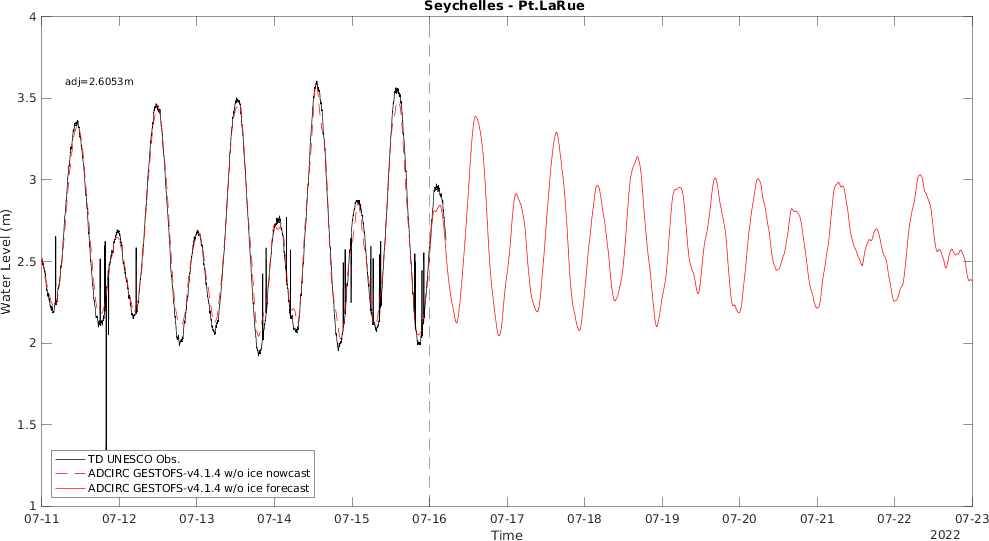 Seychelles - Pt.LaRue
adj=2.6053m
Water Level (m)
4
3.5
3
2.5
2
1.5
1
TD UNESCO Obs.
ADCIRC GESTOFS-v4.1.4 w/o ice nowcast
ADCIRC GESTOFS-v4.1.4 w/o ice forecast
07-11 07-12 07-13 07-14 07-15 07-16 07-17 07-18 07-19 07-20 07-21 07-22 07-23
Time
2022